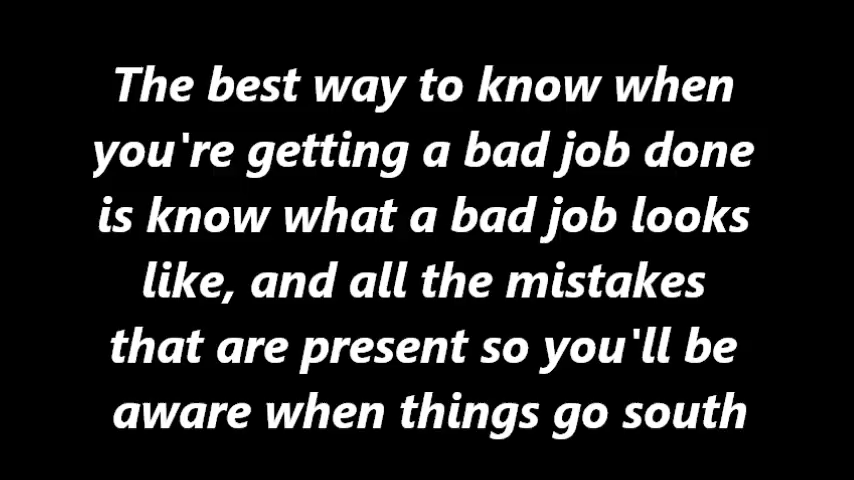 The best way to know when
you're getting a bad job done
is know what a bad job looks
like, and all the mistakes
that are present so you'll be
aware when things go south